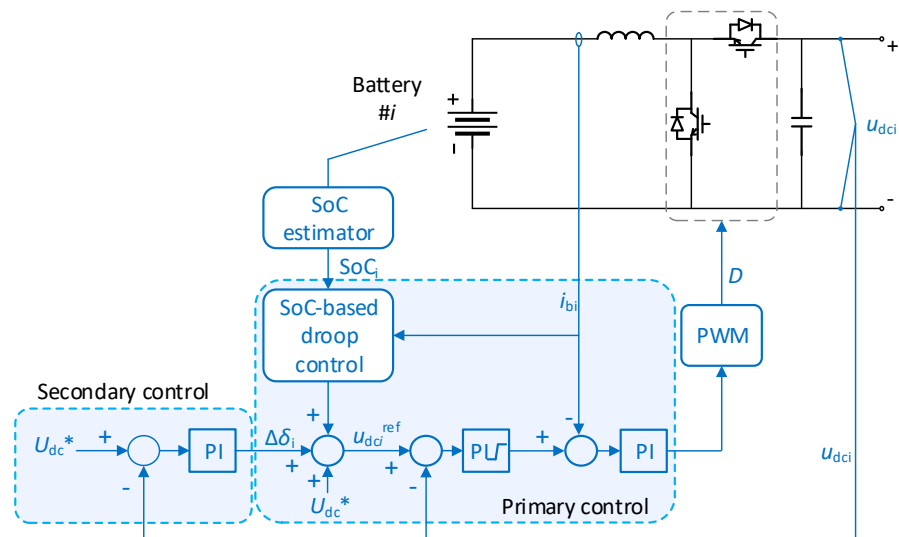 +
Battery
#i
+
-
u_dci
-
SoC
estimator
SoC_i
D
SoC-based
droop
control
i_bi
PWM
Secondary control
+
-
U_dc*
+
PI
Δδ_i
u_dci^ref
PI
+
PI
u_dci
+
+
+
-
-
U_dc*
Primary control